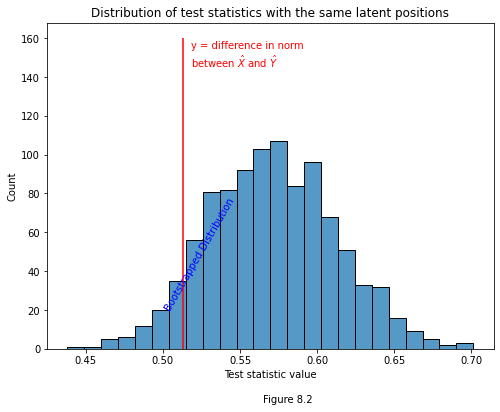 Distribution of test statistics with the same latent positions
160
140
120
100
80
60
40
20
0
Count
y = difference in norm
between X̂ and Ŷ
Bootstrapped Distribution
0.45 0.50 0.55 0.60 0.65 0.70
Test statistic value
Figure 8.2